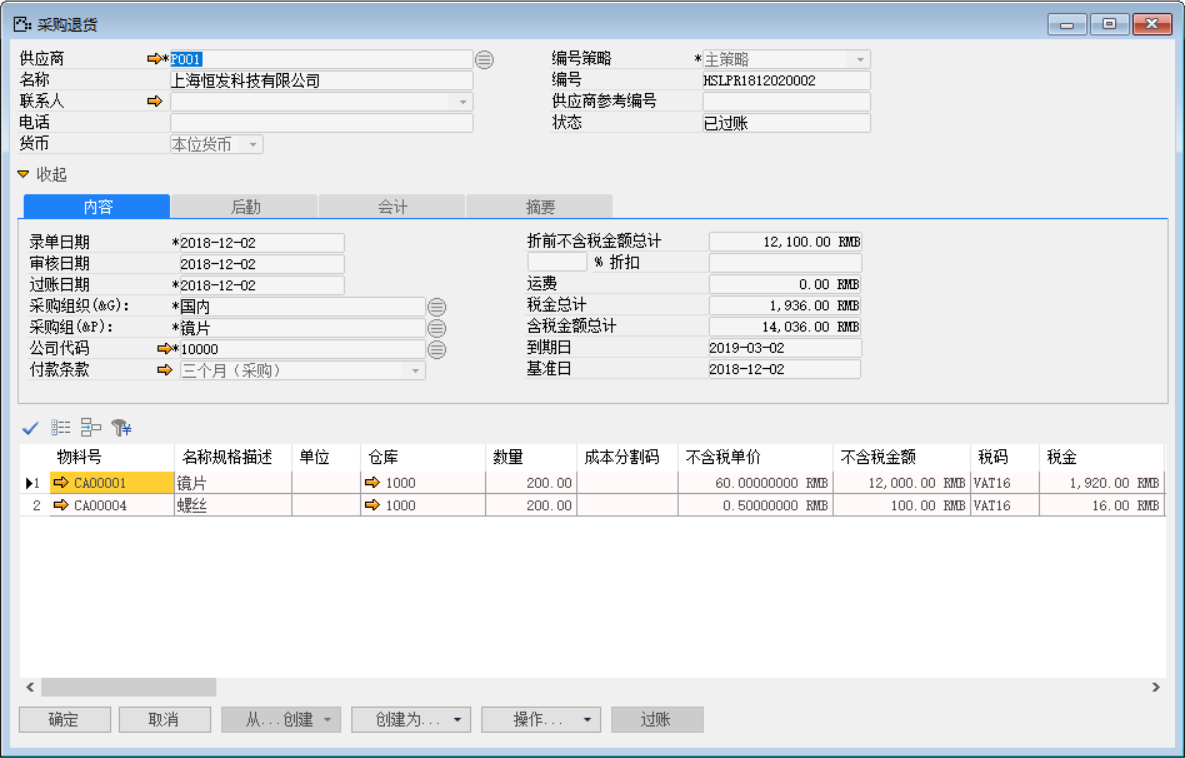 采购退货
供应商 *P001 编号策略 *主策略
名称 上海恒发科技有限公司 编号 HSLPR1812020002
联系人 供应商参考编号
电话 状态 已过账
货币 本位货币
收起
内容 后勤 会计 摘要
录单日期 *2018-12-02 折前不含税金额总计 12,100.00 RMB
审核日期 2018-12-02 % 折扣
过账日期 *2018-12-02 运费 0.00 RMB
采购组织(&G): *国内 税金总计 1,936.00 RMB
采购组(&P): *镜片 含税金额总计 14,036.00 RMB
公司代码 *10000 到期日 2019-03-02
付款条款 三个月（采购） 基准日 2018-12-02
物料号 名称规格描述 单位 仓库 数量 成本分割码 不含税单价 不含税金额 税码 税金
1 CA00001 镜片 1000 200.00 60.00000000 RMB 12,000.00 RMB VAT16 1,920.00 RMB
2 CA00004 螺丝 1000 200.00 0.50000000 RMB 100.00 RMB VAT16 16.00 RMB
确定 取消 从...创建 创建为... 操作... 过账